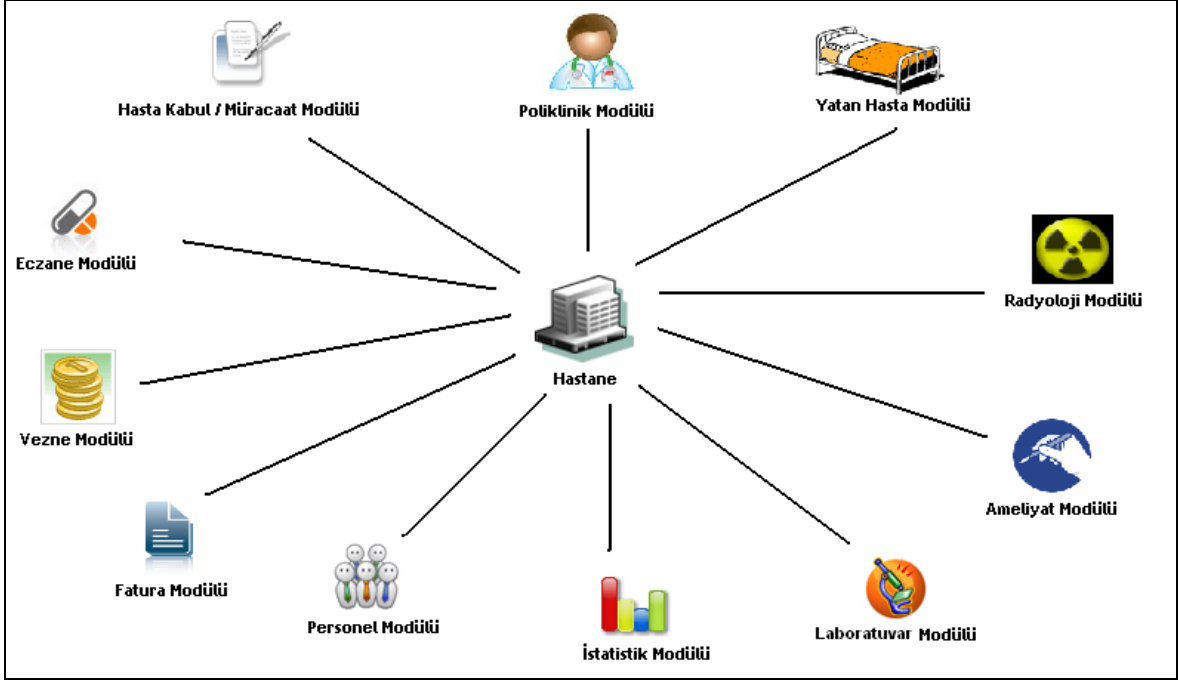 Hasta Kabul / Müracaat Modülü
Poliklinik Modülü
Yatan Hasta Modülü
Eczane Modülü
Radyoloji Modülü
Hastane
Vezne Modülü
Ameliyat Modülü
Fatura Modülü
Personel Modülü
İstatistik Modülü
Laboratuvar Modülü